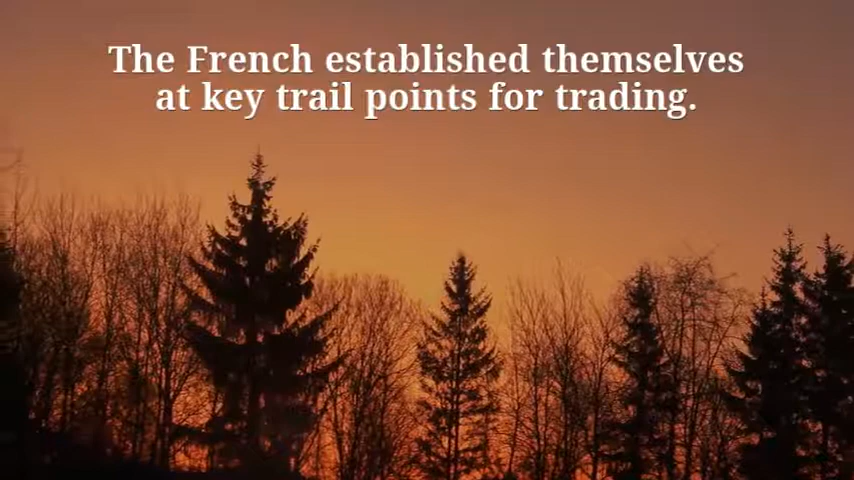 The French established themselves
at key trail points for trading.